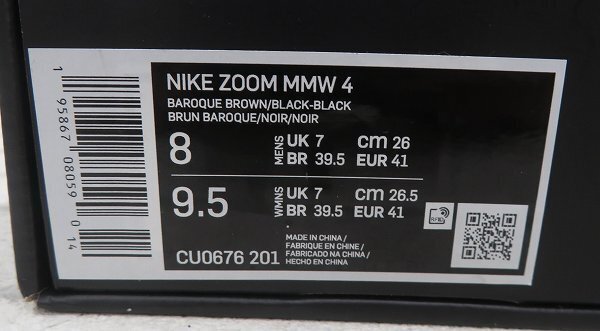 NIKE ZOOM MMW 4
BAROQUE BROWN/BLACK-BLACK
BRUN BAROQUE/NOIR/NOIR
8 MENS UK 7 cm 26
BR 39.5 EUR 41
9.5 WMNS UK 7 cm 26.5
BR 39.5 EUR 41
MADE IN CHINA/
FABRIQUE EN CHINE /
FABRICADO NA CHINA /
HECHO EN CHINA
CU0676 201
RFID
1 95867 08059 0 14